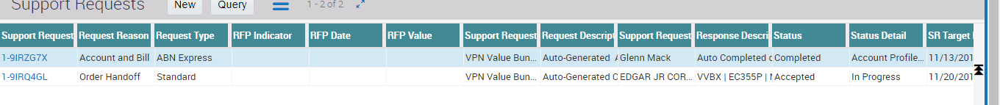 Support Requests New Query 1 - 2 of 2
Support Request Request Reason Request Type RFP Indicator RFP Date RFP Value Support Request Request Descript Support Request Response Descri Status Status Detail SR Target
1-9IRZG7X Account and Bill ABN Express VPN Value Bun... Auto-Generated A Glenn Mack Auto Completed Completed Account Profile... 11/13/201
1-9IRQ4GL Order Handoff Standard VPN Value Bun... Auto-Generated EDGAR JR COR... VVBX | EC355P | Accepted In Progress 11/20/201